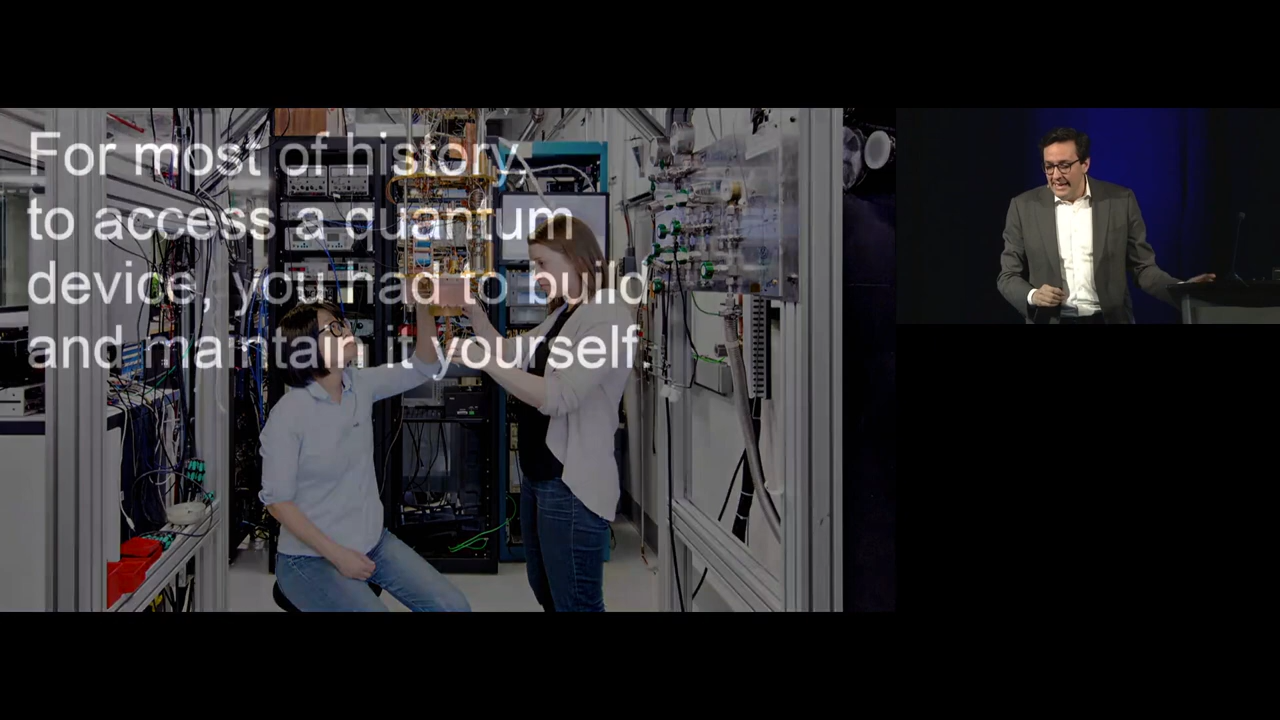 For most of history,
to access a quantum
device, you had to build
and maintain it yourself.